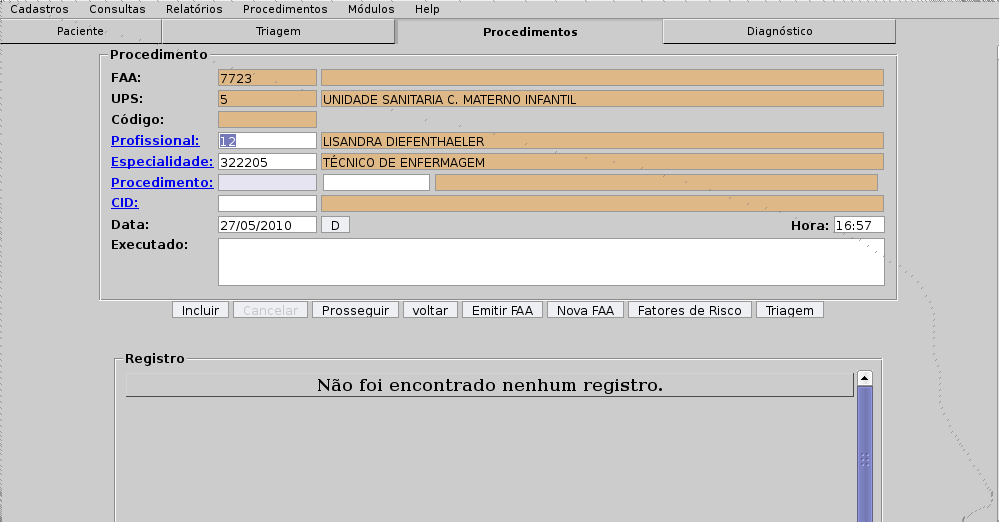 Cadastros Consultas Relatórios Procedimentos Módulos Help
Paciente Triagem Procedimentos Diagnóstico
Procedimento
FAA: 7723
UPS: 5 UNIDADE SANITARIA C. MATERNO INFANTIL
Código:
Profissional: 12 LISANDRA DIEFENTHAELER
Especialidade: 322205 TÉCNICO DE ENFERMAGEM
Procedimento:
CID:
Data: 27/05/2010 D Hora: 16:57
Executado:
Incluir Cancelar Prosseguir voltar Emitir FAA Nova FAA Fatores de Risco Triagem
Registro
Não foi encontrado nenhum registro.